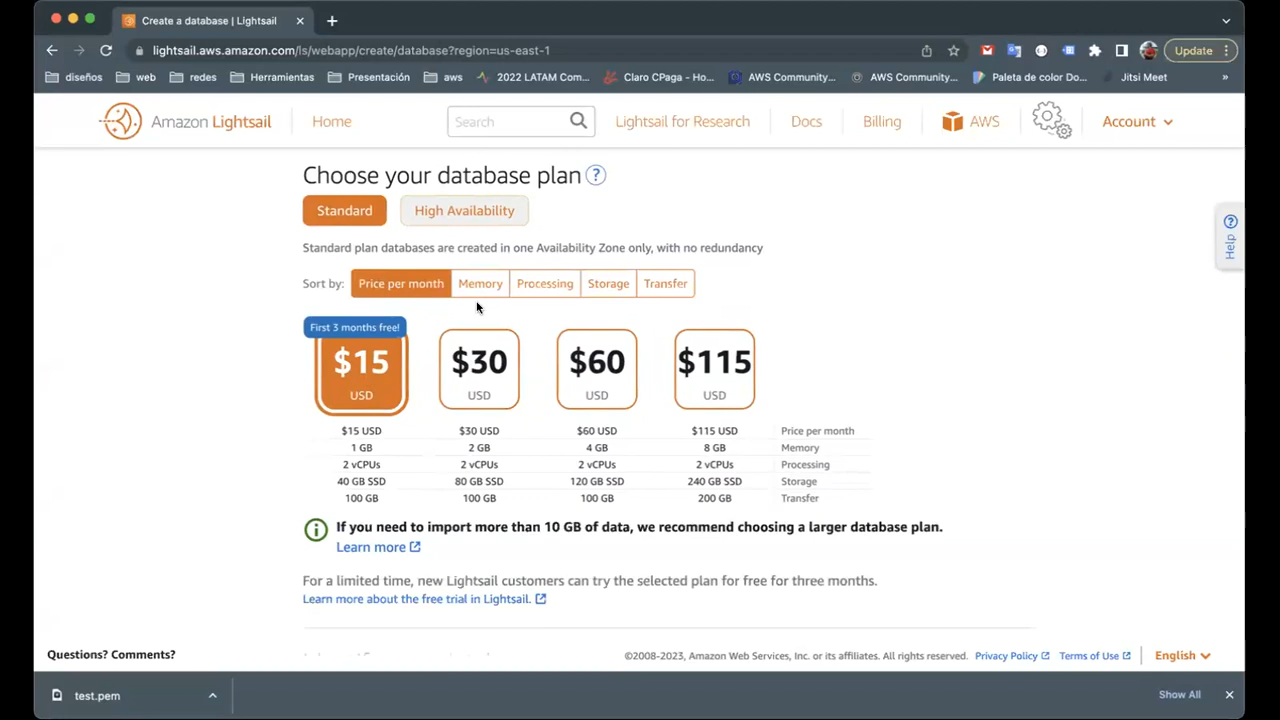 Create a database | Lightsail
lightsail.aws.amazon.com/ls/webapp/create/database?region=us-east-1
Update
diseños web redes Herramientas Presentación aws 2022 LATAM Com... Claro CPaga - Ho... AWS Community... AWS Community... Paleta de color Do... Jitsi Meet »
Amazon Lightsail Home Search Lightsail for Research Docs Billing AWS Account
Choose your database plan ?
Standard High Availability
Standard plan databases are created in one Availability Zone only, with no redundancy
Sort by: Price per month Memory Processing Storage Transfer
First 3 months free!
$15 $30 $60 $115
USD USD USD USD
$15 USD $30 USD $60 USD $115 USD Price per month
1 GB 2 GB 4 GB 8 GB Memory
2 vCPUs 2 vCPUs 2 vCPUs 2 vCPUs Processing
40 GB SSD 80 GB SSD 120 GB SSD 240 GB SSD Storage
100 GB 100 GB 100 GB 200 GB Transfer
If you need to import more than 10 GB of data, we recommend choosing a larger database plan.
Learn more
For a limited time, new Lightsail customers can try the selected plan for free for three months.
Learn more about the free trial in Lightsail.
? Help
Questions? Comments? ©2008-2023, Amazon Web Services, Inc. or its affiliates. All rights reserved. Privacy Policy Terms of Use English
test.pem Show All